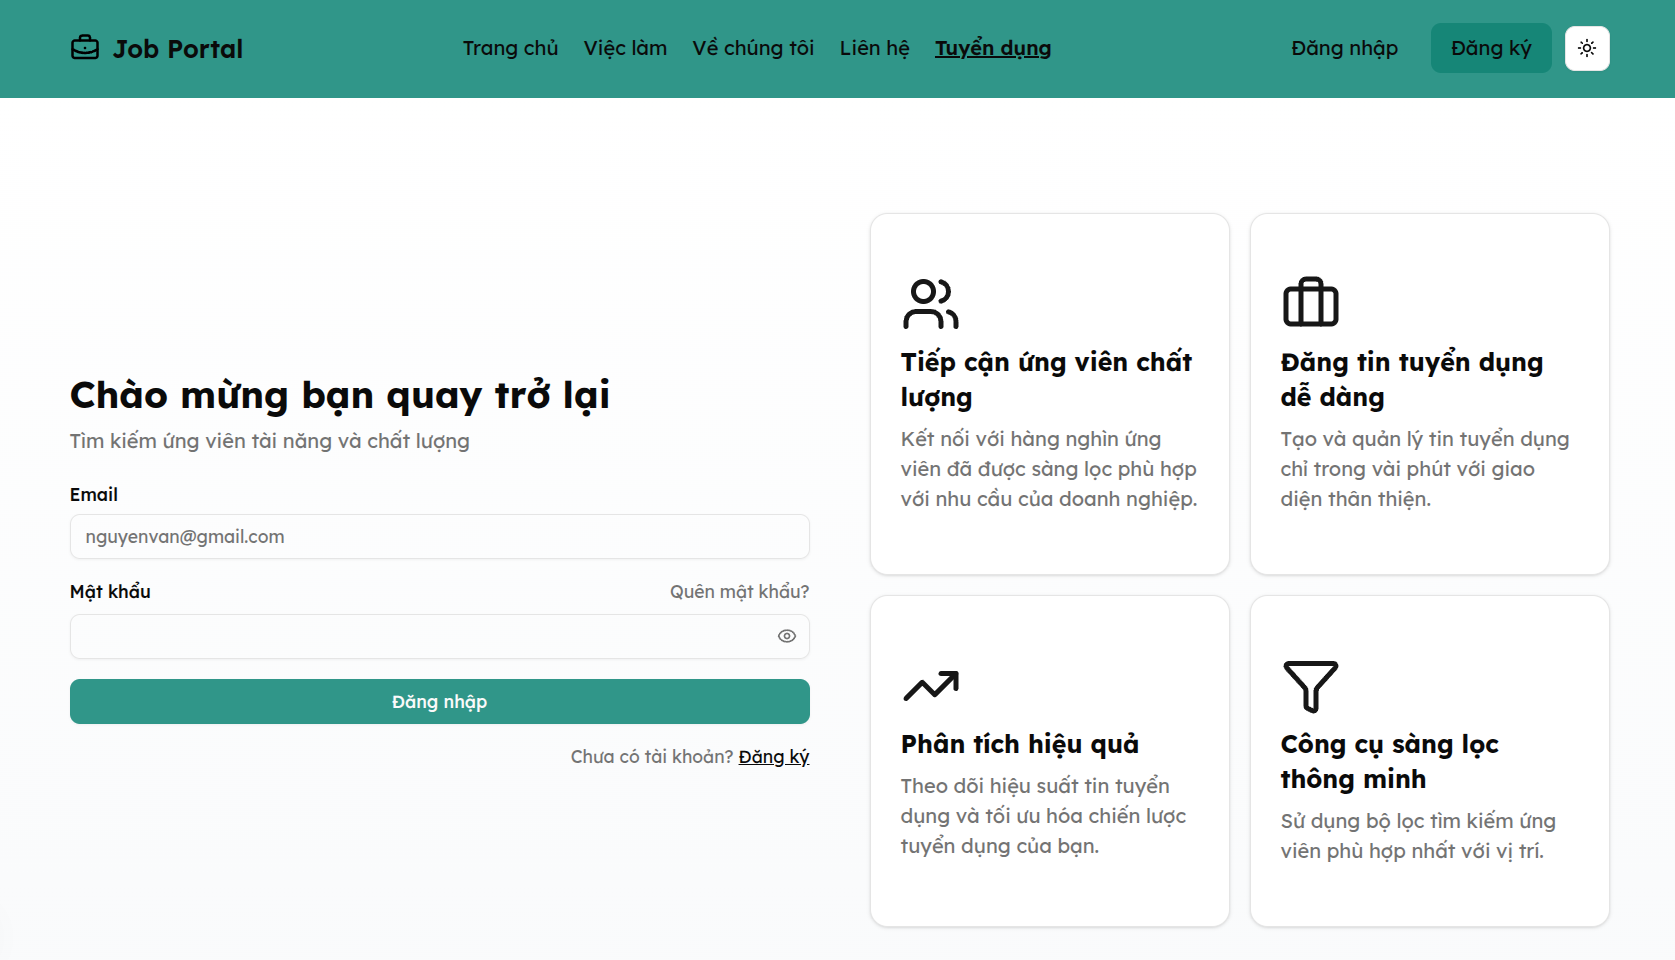 Job Portal
Trang chủ Việc làm Về chúng tôi Liên hệ Tuyển dụng
Đăng nhập Đăng ký
Chào mừng bạn quay trở lại
Tìm kiếm ứng viên tài năng và chất lượng
Email
nguyenvan@gmail.com
Mật khẩu Quên mật khẩu?
Đăng nhập
Chưa có tài khoản? Đăng ký
Tiếp cận ứng viên chất
lượng
Kết nối với hàng nghìn ứng
viên đã được sàng lọc phù hợp
với nhu cầu của doanh nghiệp.
Đăng tin tuyển dụng
dễ dàng
Tạo và quản lý tin tuyển dụng
chỉ trong vài phút với giao
diện thân thiện.
Phân tích hiệu quả
Theo dõi hiệu suất tin tuyển
dụng và tối ưu hóa chiến lược
tuyển dụng của bạn.
Công cụ sàng lọc
thông minh
Sử dụng bộ lọc tìm kiếm ứng
viên phù hợp nhất với vị trí.